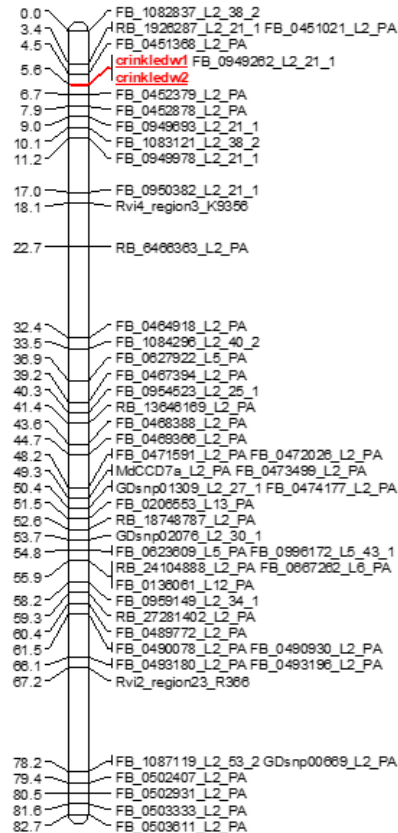 0.0 FB_1082837_L2_38_2
3.4 RB_1926287_L2_21_1 FB_0451021_L2_PA
4.5 FB_0451368_L2_PA
5.6 crinkledw1 FB_0949262_L2_21_1
crinkledw2
6.7 FB_0452379_L2_PA
7.9 FB_0452878_L2_PA
9.0 FB_0949693_L2_21_1
10.1 FB_1083121_L2_38_2
11.2 FB_0949978_L2_21_1
17.0 FB_0950382_L2_21_1
18.1 Rvi4_region3_K9356
22.7 RB_6466363_L2_PA
32.4 FB_0464918_L2_PA
33.5 FB_1084296_L2_40_2
36.9 FB_0627922_L5_PA
39.2 FB_0467394_L2_PA
40.3 FB_0954523_L2_25_1
41.4 RB_13646169_L2_PA
43.6 FB_0468388_L2_PA
44.7 FB_0469366_L2_PA
48.2 FB_0471591_L2_PA FB_0472026_L2_PA
49.3 MdCCD7a_L2_PA FB_0473499_L2_PA
50.4 GDsnp01309_L2_27_1 FB_0474177_L2_PA
51.5 FB_0206553_L13_PA
52.6 RB_18748787_L2_PA
53.7 GDsnp02076_L2_30_1
54.8 FB_0623609_L5_PA FB_0996172_L5_43_1
55.9 RB_24104888_L2_PA FB_0667262_L6_PA
FB_0136061_L12_PA
58.2 FB_0959149_L2_34_1
59.3 RB_27281402_L2_PA
60.4 FB_0489772_L2_PA
61.5 FB_0490078_L2_PA FB_0490930_L2_PA
66.1 FB_0493180_L2_PA FB_0493196_L2_PA
67.2 Rvi2_region23_R366
78.2 FB_1087119_L2_53_2 GDsnp00669_L2_PA
79.4 FB_0502407_L2_PA
80.5 FB_0502931_L2_PA
81.6 FB_0503333_L2_PA
82.7 FB_0503611_L2_PA